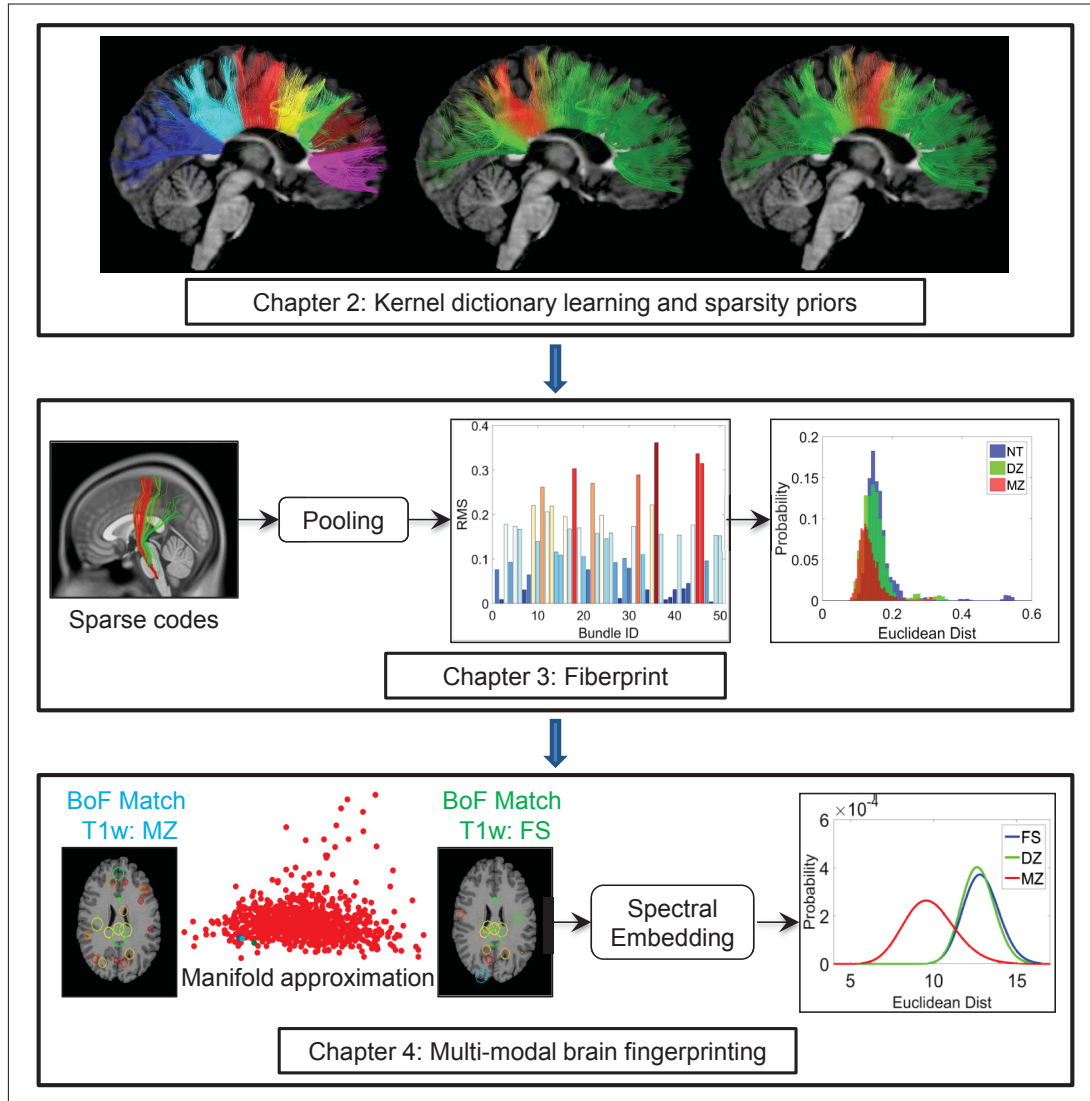 Chapter 2: Kernel dictionary learning and sparsity priors
Sparse codes
Pooling
RMS
0.4
0.3
0.2
0.1
0
0 10 20 30 40 50
Bundle ID
Probability
0.2
0.15
0.1
0.05
0
0 0.2 0.4 0.6
Euclidean Dist
NT
DZ
MZ
Chapter 3: Fiberprint
BoF Match
T1w: MZ
Manifold approximation
BoF Match
T1w: FS
Spectral
Embedding
Probability
×10-4
6
4
2
0
5 10 15
Euclidean Dist
FS
DZ
MZ
Chapter 4: Multi-modal brain fingerprinting